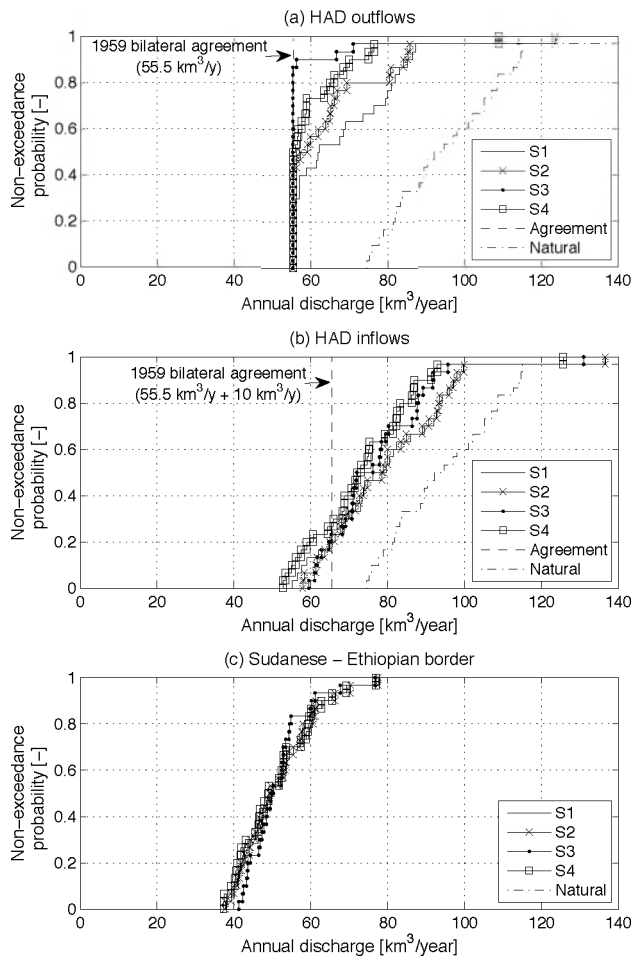 (a) HAD outflows
1959 bilateral agreement
(55.5 km³/y)
Non−exceedance
probability [−]
1
0.8
0.6
0.4
0.2
0
S1
S2
S3
S4
Agreement
Natural
0 20 40 60 80 100 120 140
Annual discharge [km³/year]
(b) HAD inflows
1959 bilateral agreement
(55.5 km³/y + 10 km³/y)
Non−exceedance
probability [−]
1
0.8
0.6
0.4
0.2
0
S1
S2
S3
S4
Agreement
Natural
0 20 40 60 80 100 120 140
Annual discharge [km³/year]
(c) Sudanese − Ethiopian border
Non−exceedance
probability [−]
1
0.8
0.6
0.4
0.2
0
S1
S2
S3
S4
Natural
0 20 40 60 80 100 120 140
Annual discharge [km³/year]